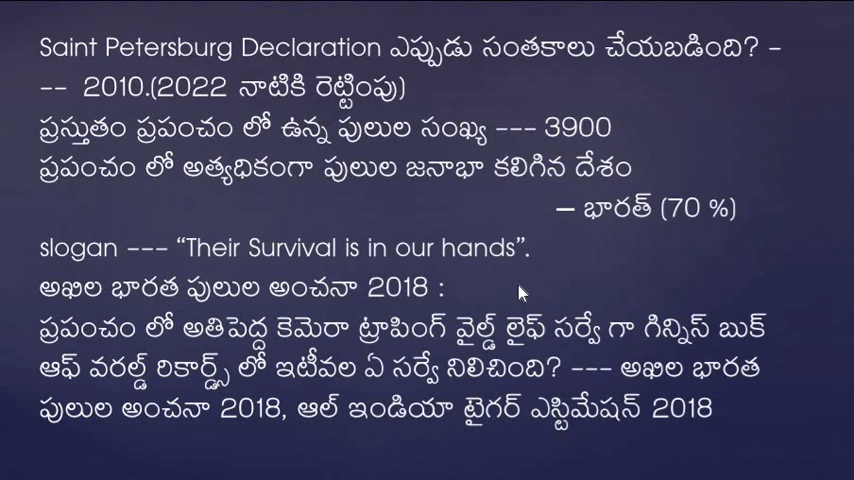 Saint Petersburg Declaration ఎప్పుడు సంతకాలు చేయబడింది? –
-- 2010.(2022 నాటికి రెట్టింపు)
ప్రస్తుతం ప్రపంచం లో ఉన్న పులుల సంఖ్య --- 3900
ప్రపంచం లో అత్యధికంగా పులుల జనాభా కలిగిన దేశం
– భారత్ (70 %)
slogan --- “Their Survival is in our hands”.
అఖిల భారత పులుల అంచనా 2018 :
ప్రపంచం లో అతిపెద్ద కెమెరా ట్రాపింగ్ వైల్డ్ లైఫ్ సర్వే గా గిన్నిస్ బుక్
ఆఫ్ వరల్డ్ రికార్డ్స్ లో ఇటీవల ఏ సర్వే నిలిచింది? --- అఖిల భారత
పులుల అంచనా 2018, ఆల్ ఇండియా టైగర్ ఎస్టిమేషన్ 2018